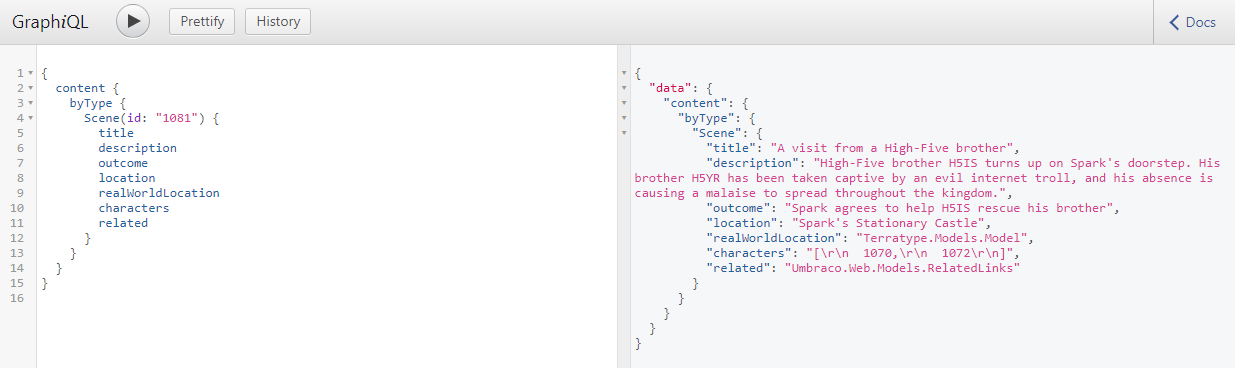 GraphiQL Prettify History Docs
1 {
2 content {
3 byType {
4 Scene(id: "1081") {
5 title
6 description
7 outcome
8 location
9 realWorldLocation
10 characters
11 related
12 }
13 }
14 }
15 }
16
{
"data": {
"content": {
"byType": {
"Scene": {
"title": "A visit from a High-Five brother",
"description": "High-Five brother H5IS turns up on Spark's doorstep. His
brother H5YR has been taken captive by an evil internet troll, and his absence is
causing a malaise to spread throughout the kingdom.",
"outcome": "Spark agrees to help H5IS rescue his brother",
"location": "Spark's Stationary Castle",
"realWorldLocation": "Terratype.Models.Model",
"characters": "[\r\n  1070,\r\n  1072\r\n]",
"related": "Umbraco.Web.Models.RelatedLinks"
}
}
}
}
}